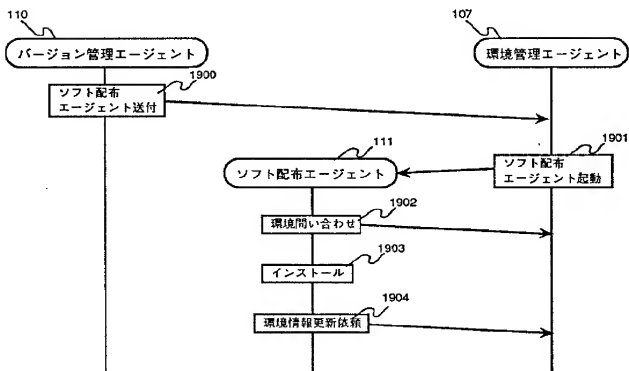 110
107
バージョン管理エージェント
環境管理エージェント
1900
ソフト配布
エージェント送付
111
1901
ソフト配布エージェント
ソフト配布
エージェント起動
1902
環境問い合わせ
1903
インストール
1904
環境情報更新依頼